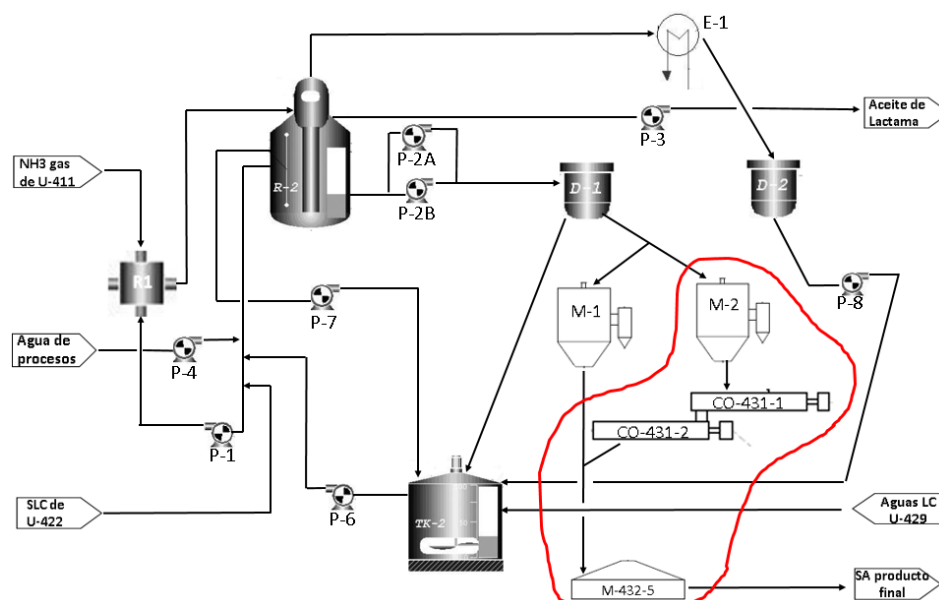 E-1
Aceite de
Lactama
P-3
P-2A
NH3 gas
de U-411
R-2
P-2B
D-1
D-2
R1
M-1
M-2
P-8
P-7
Agua de
procesos
P-4
CO-431-1
CO-431-2
P-1
SLC de
U-422
P-6
TK-2
Aguas LC
U-429
M-432-5
SA producto
final